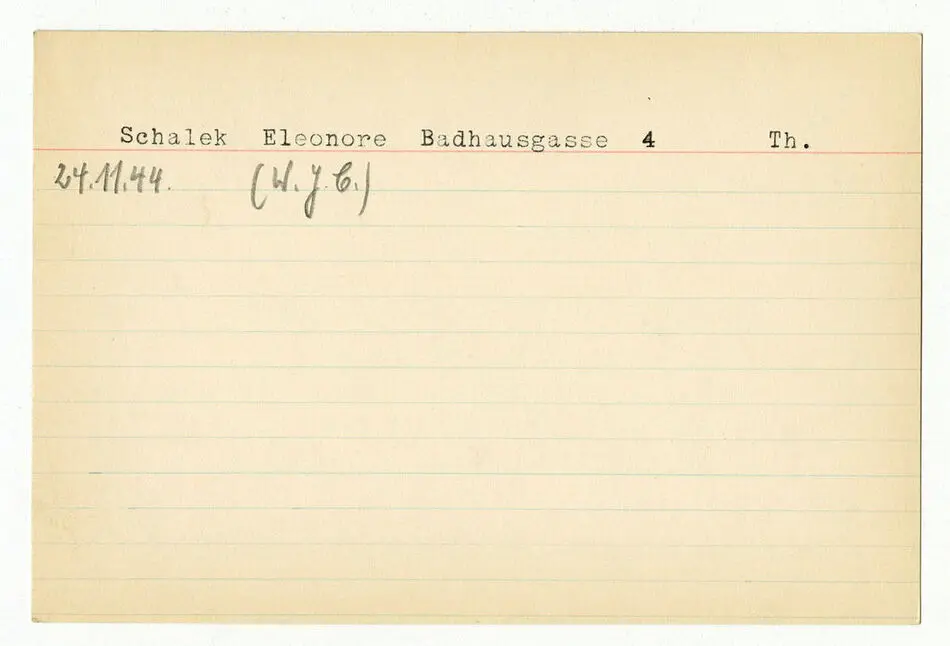 Schalek Eleonore Badhausgasse 4 Th.
24.11.44. (W. J. C.)